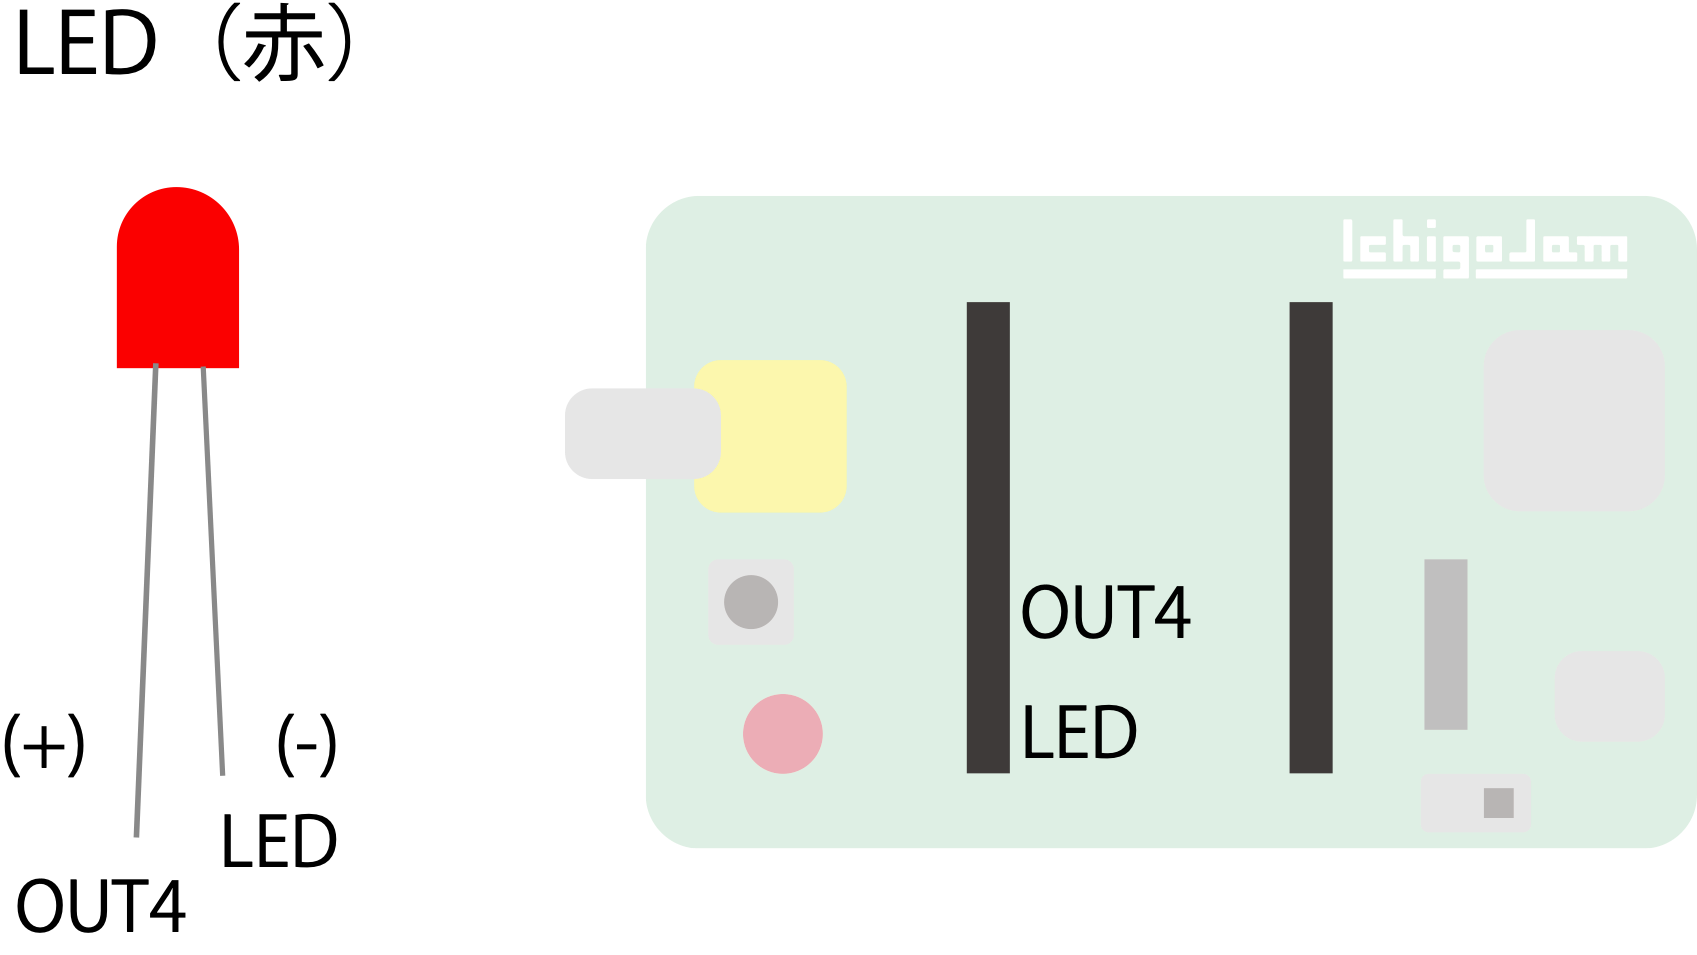 LED（赤）
IchigoJam
OUT4
LED
(+)
(-)
LED
OUT4